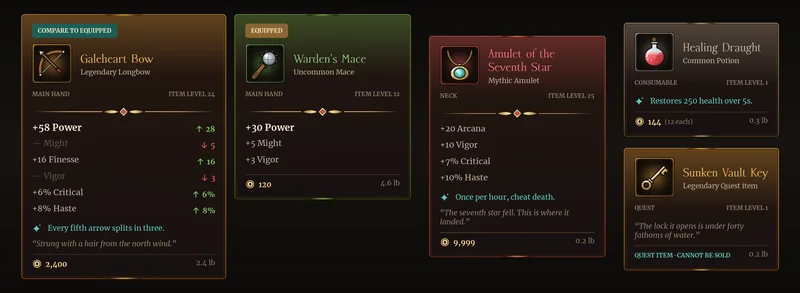 COMPARE TO EQUIPPED
Galeheart Bow
Legendary Longbow
MAIN HAND ITEM LEVEL 24
+58 Power ↑ 28
— Might ↓ 5
+16 Finesse ↑ 16
— Vigor ↓ 3
+6% Critical ↑ 6%
+8% Haste ↑ 8%
Every fifth arrow splits in three.
“Strung with a hair from the north wind.”
2,400 2.4 lb
EQUIPPED
Warden's Mace
Uncommon Mace
MAIN HAND ITEM LEVEL 12
+30 Power
+5 Might
+3 Vigor
120 4.6 lb
Amulet of the
Seventh Star
Mythic Amulet
NECK ITEM LEVEL 25
+20 Arcana
+10 Vigor
+7% Critical
+10% Haste
Once per hour, cheat death.
“The seventh star fell. This is where it
landed.”
9,999 0.2 lb
Healing Draught
Common Potion
CONSUMABLE ITEM LEVEL 1
Restores 250 health over 5s.
144 (12 each) 0.3 lb
Sunken Vault Key
Legendary Quest item
QUEST ITEM LEVEL 1
“The lock it opens is under forty
fathoms of water.”
QUEST ITEM · CANNOT BE SOLD 0.2 lb